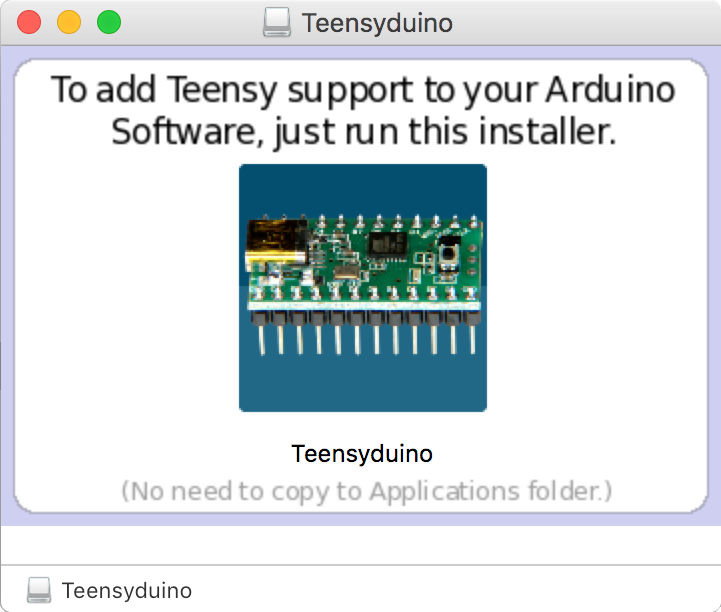 Teensyduino
To add Teensy support to your Arduino
Software, just run this installer.
Teensyduino
(No need to copy to Applications folder.)
Teensyduino